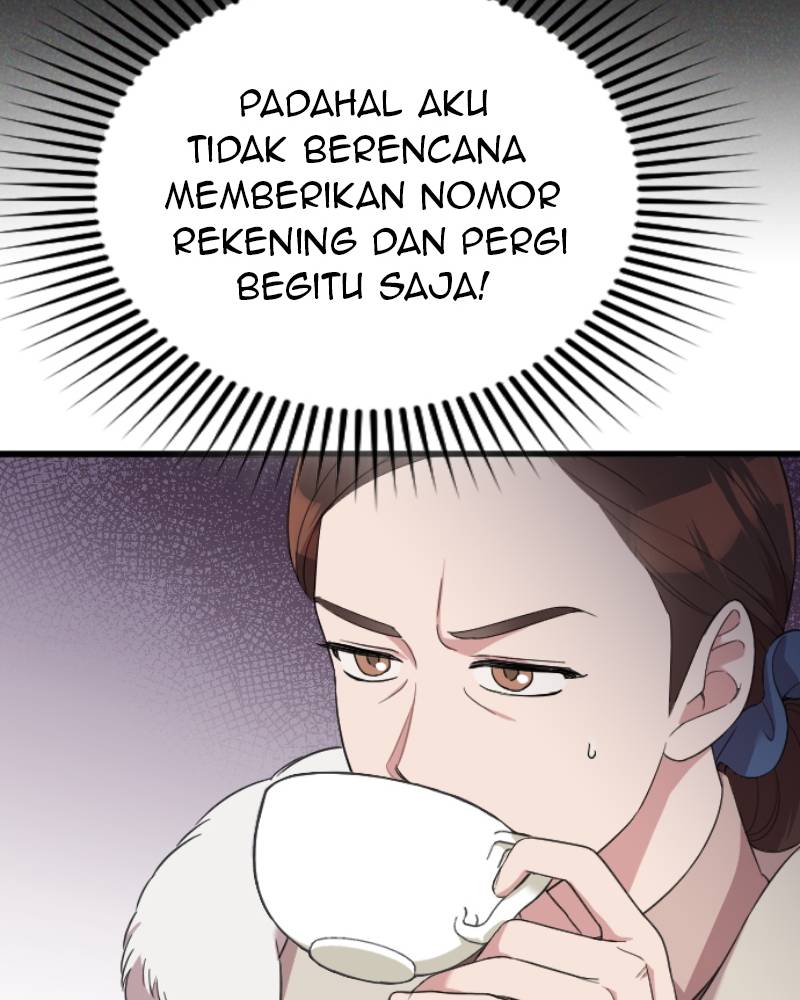 PADAHAL AKU
TIDAK BERENCANA
MEMBERIKAN NOMOR
REKENING DAN PERGI
BEGITU SAJA!